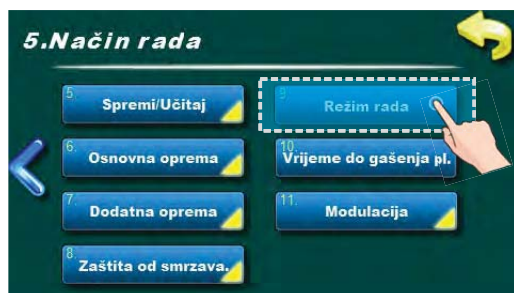 5.Način rada
5
Spremi/Učitaj
6.
Osnovna oprema
7.
Dodatna oprema
8.
Zaštita od smrzava.
9
Režim rada
10.
Vrijeme do gašenja pl.
11.
Modulacija